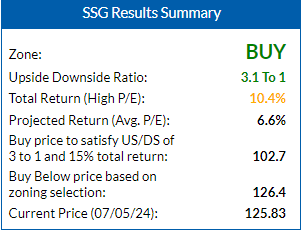 SSG Results Summary
Zone: BUY
Upside Downside Ratio: 3.1 To 1
Total Return (High P/E): 10.4%
Projected Return (Avg. P/E): 6.6%
Buy price to satisfy US/DS of
3 to 1 and 15% total return: 102.7
Buy Below price based on
zoning selection: 126.4
Current Price (07/05/24): 125.83